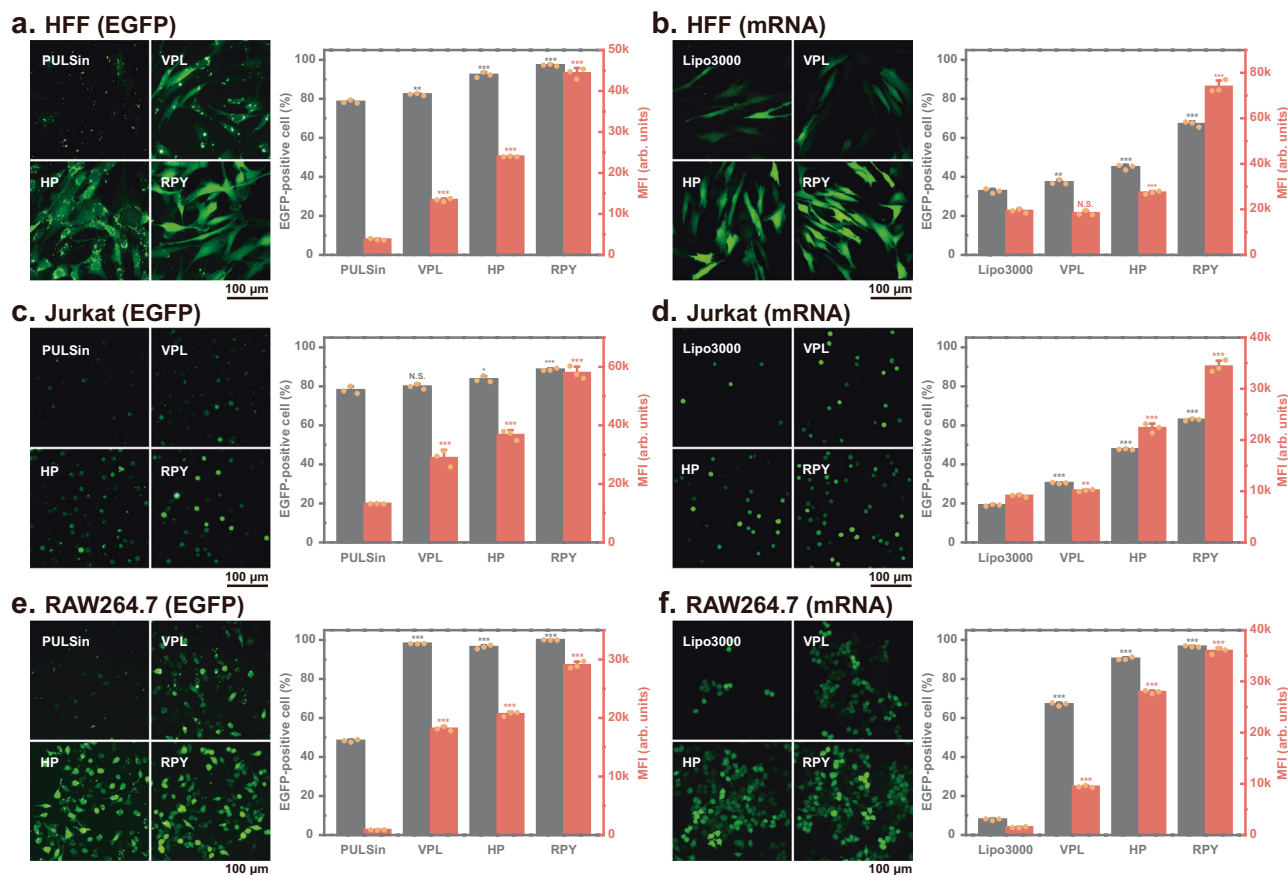 a. HFF (EGFP)
PULSin
VPL
HP
RPY
100 µm
EGFP-positive cell (%)
100
80
60
40
20
0
**
***
***
***
***
***
50k
40k
30k
20k
10k
0
MFI (arb. units)
PULSin VPL HP RPY
b. HFF (mRNA)
Lipo3000
VPL
HP
RPY
100 µm
EGFP-positive cell (%)
100
80
60
40
20
0
**
N.S.
***
***
***
***
80k
60k
40k
20k
0
MFI (arb. units)
Lipo3000 VPL HP RPY
c. Jurkat (EGFP)
PULSin
VPL
HP
RPY
100 µm
EGFP-positive cell (%)
100
80
60
40
20
0
N.S.
***
*
***
***
***
60k
40k
20k
0
MFI (arb. units)
PULSin VPL HP RPY
d. Jurkat (mRNA)
Lipo3000
VPL
HP
RPY
100 µm
EGFP-positive cell (%)
100
80
60
40
20
0
***
**
***
***
***
***
40k
30k
20k
10k
0
MFI (arb. units)
Lipo3000 VPL HP RPY
e. RAW264.7 (EGFP)
PULSin
VPL
HP
RPY
100 µm
EGFP-positive cell (%)
100
80
60
40
20
0
***
***
***
***
***
***
30k
20k
10k
0
MFI (arb. units)
PULSin VPL HP RPY
f. RAW264.7 (mRNA)
Lipo3000
VPL
HP
RPY
100 µm
EGFP-positive cell (%)
100
80
60
40
20
0
***
***
***
***
***
***
40k
30k
20k
10k
0
MFI (arb. units)
Lipo3000 VPL HP RPY